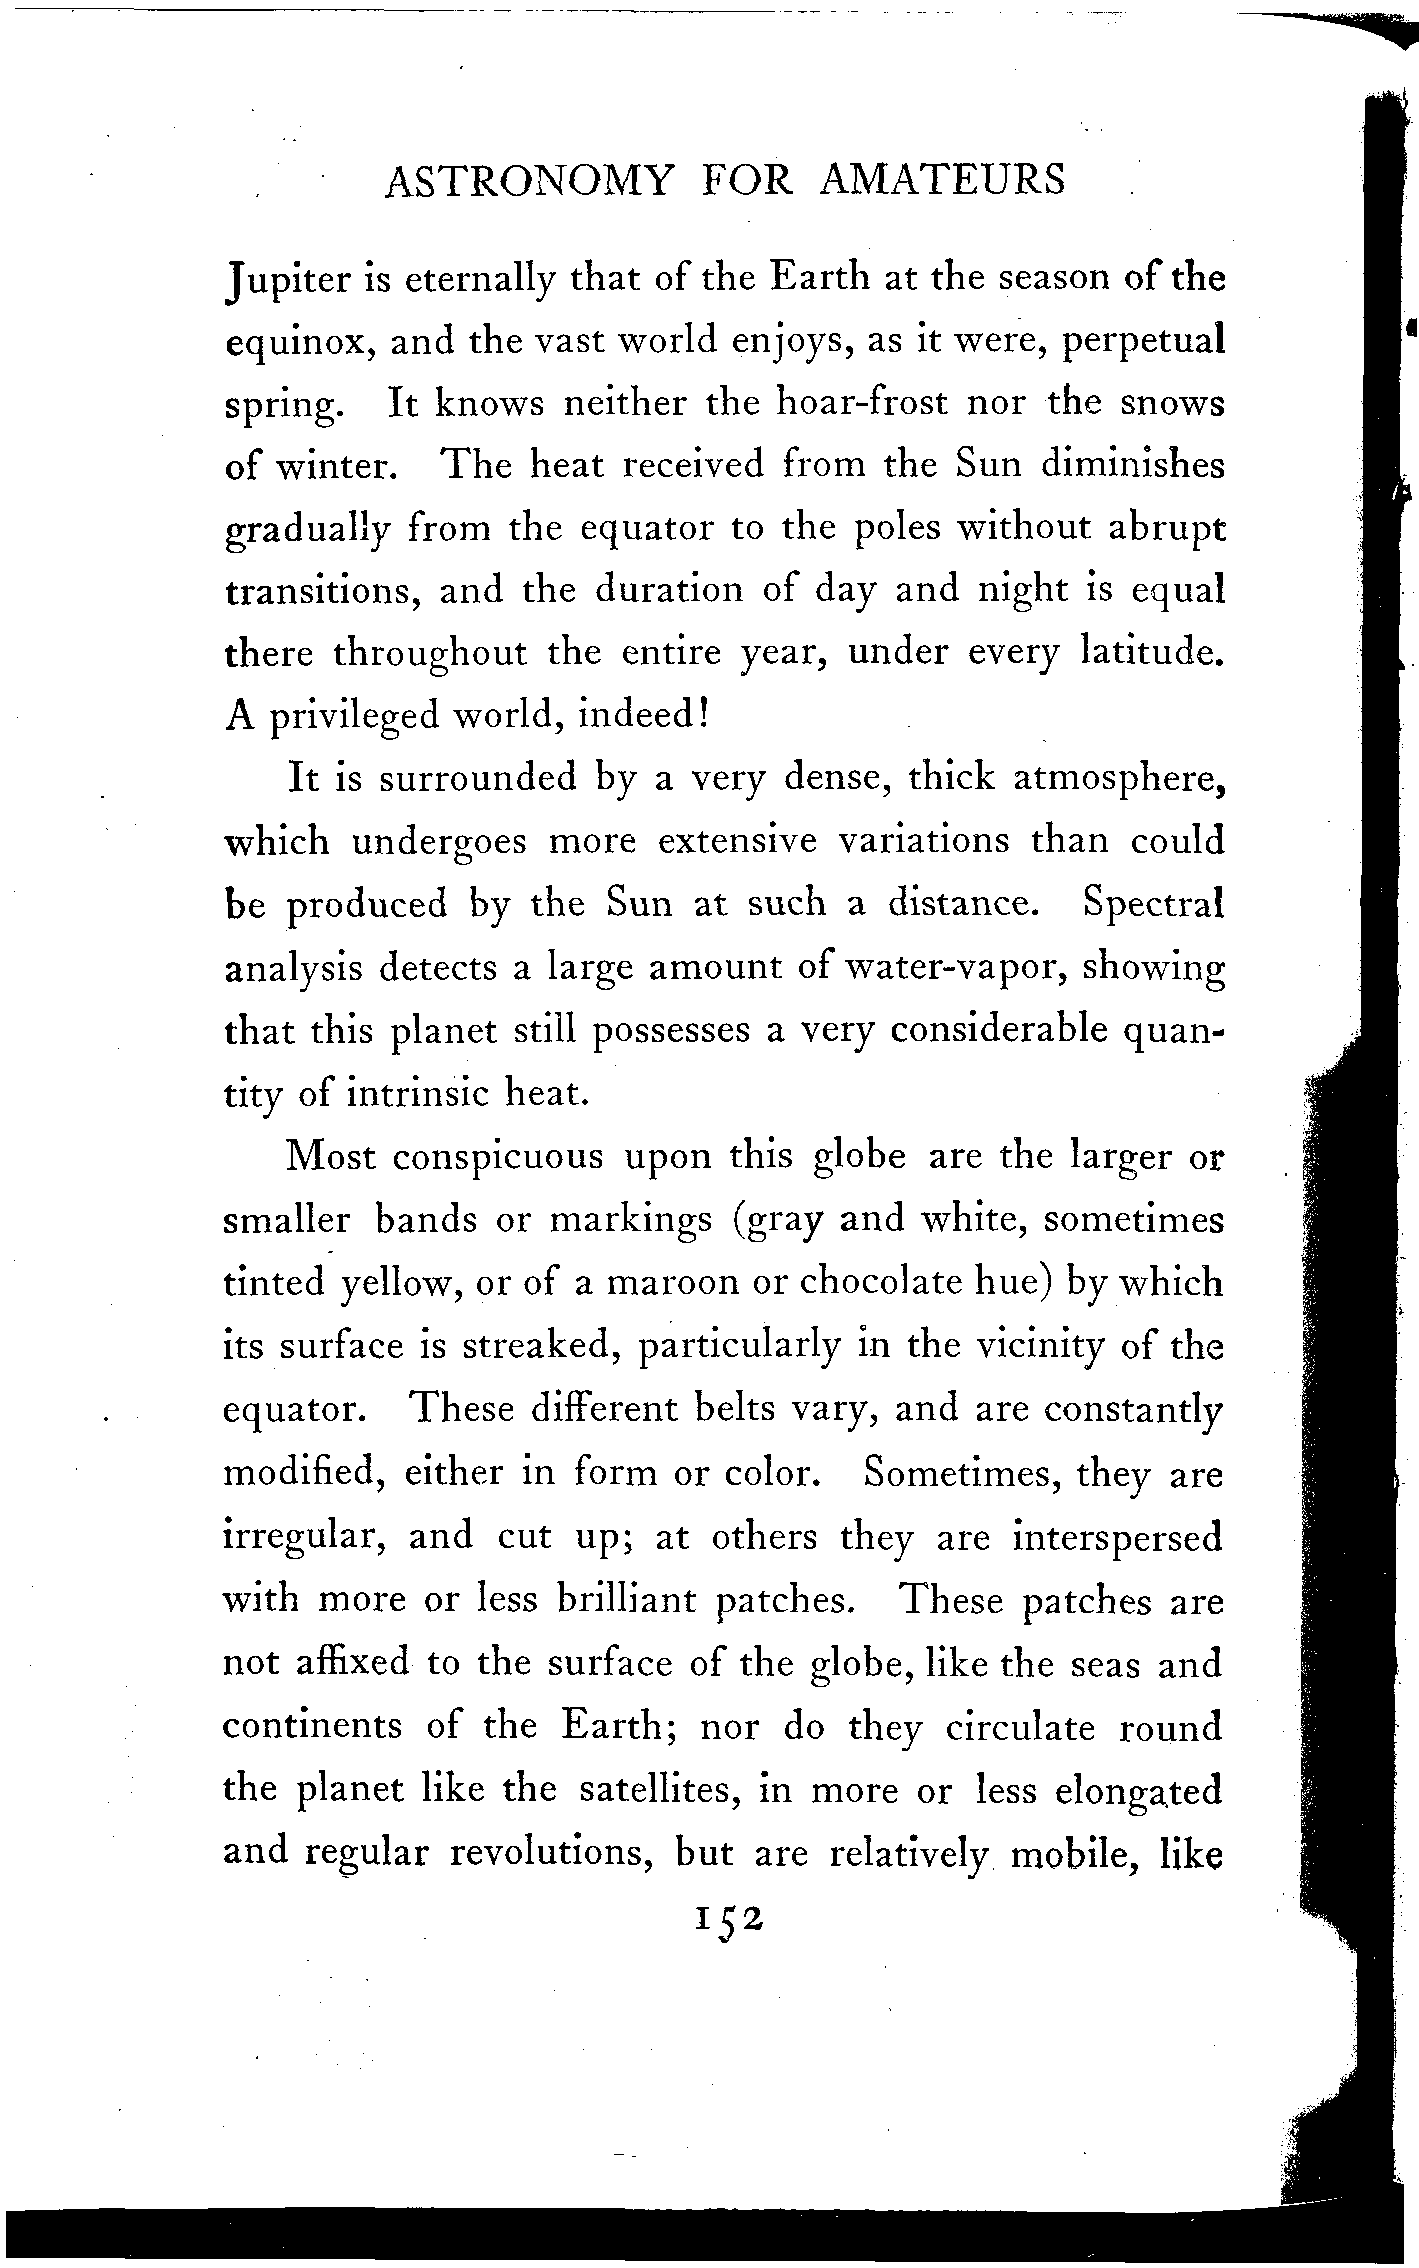 ASTRONOMY FOR AMATEURS
Jupiter is eternally that of the Earth at the season of the
equinox, and the vast world enjoys, as it were, perpetual
spring. It knows neither the hoar-frost nor the snows
of winter. The heat received from the Sun diminishes
gradually from the equator to the poles without abrupt
transitions, and the duration of day and night is equal
there throughout the entire year, under every latitude.
A privileged world, indeed!
It is surrounded by a very dense, thick atmosphere,
which undergoes more extensive variations than could
be produced by the Sun at such a distance. Spectral
analysis detects a large amount of water-vapor, showing
that this planet still possesses a very considerable quan-
tity of intrinsic heat.
Most conspicuous upon this globe are the larger or
smaller bands or markings (gray and white, sometimes
tinted yellow, or of a maroon or chocolate hue) by which
its surface is streaked, particularly in the vicinity of the
equator. These different belts vary, and are constantly
modified, either in form or color. Sometimes, they are
irregular, and cut up; at others they are interspersed
with more or less brilliant patches. These patches are
not affixed to the surface of the globe, like the seas and
continents of the Earth; nor do they circulate round
the planet like the satellites, in more or less elongated
and regular revolutions, but are relatively mobile, like
152